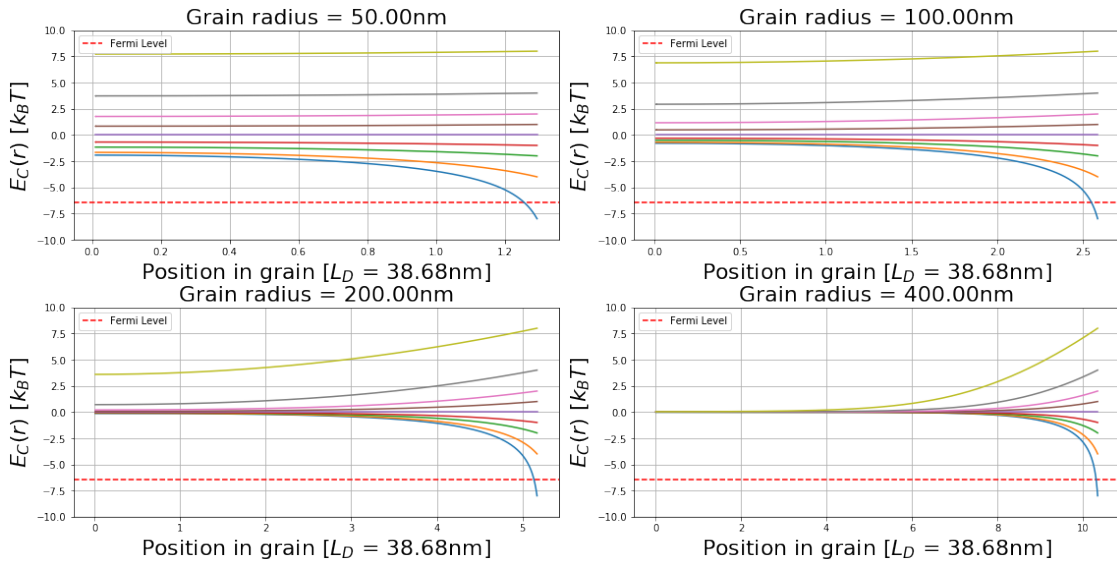 Grain radius = 50.00nm
Fermi Level
E_C(r) [k_BT]
10.0
7.5
5.0
2.5
0.0
−2.5
−5.0
−7.5
−10.0
0.0 0.2 0.4 0.6 0.8 1.0 1.2
Position in grain [L_D = 38.68nm]
Grain radius = 100.00nm
Fermi Level
E_C(r) [k_BT]
10.0
7.5
5.0
2.5
0.0
−2.5
−5.0
−7.5
−10.0
0.0 0.5 1.0 1.5 2.0 2.5
Position in grain [L_D = 38.68nm]
Grain radius = 200.00nm
Fermi Level
E_C(r) [k_BT]
10.0
7.5
5.0
2.5
0.0
−2.5
−5.0
−7.5
−10.0
0 1 2 3 4 5
Position in grain [L_D = 38.68nm]
Grain radius = 400.00nm
Fermi Level
E_C(r) [k_BT]
10.0
7.5
5.0
2.5
0.0
−2.5
−5.0
−7.5
−10.0
0 2 4 6 8 10
Position in grain [L_D = 38.68nm]